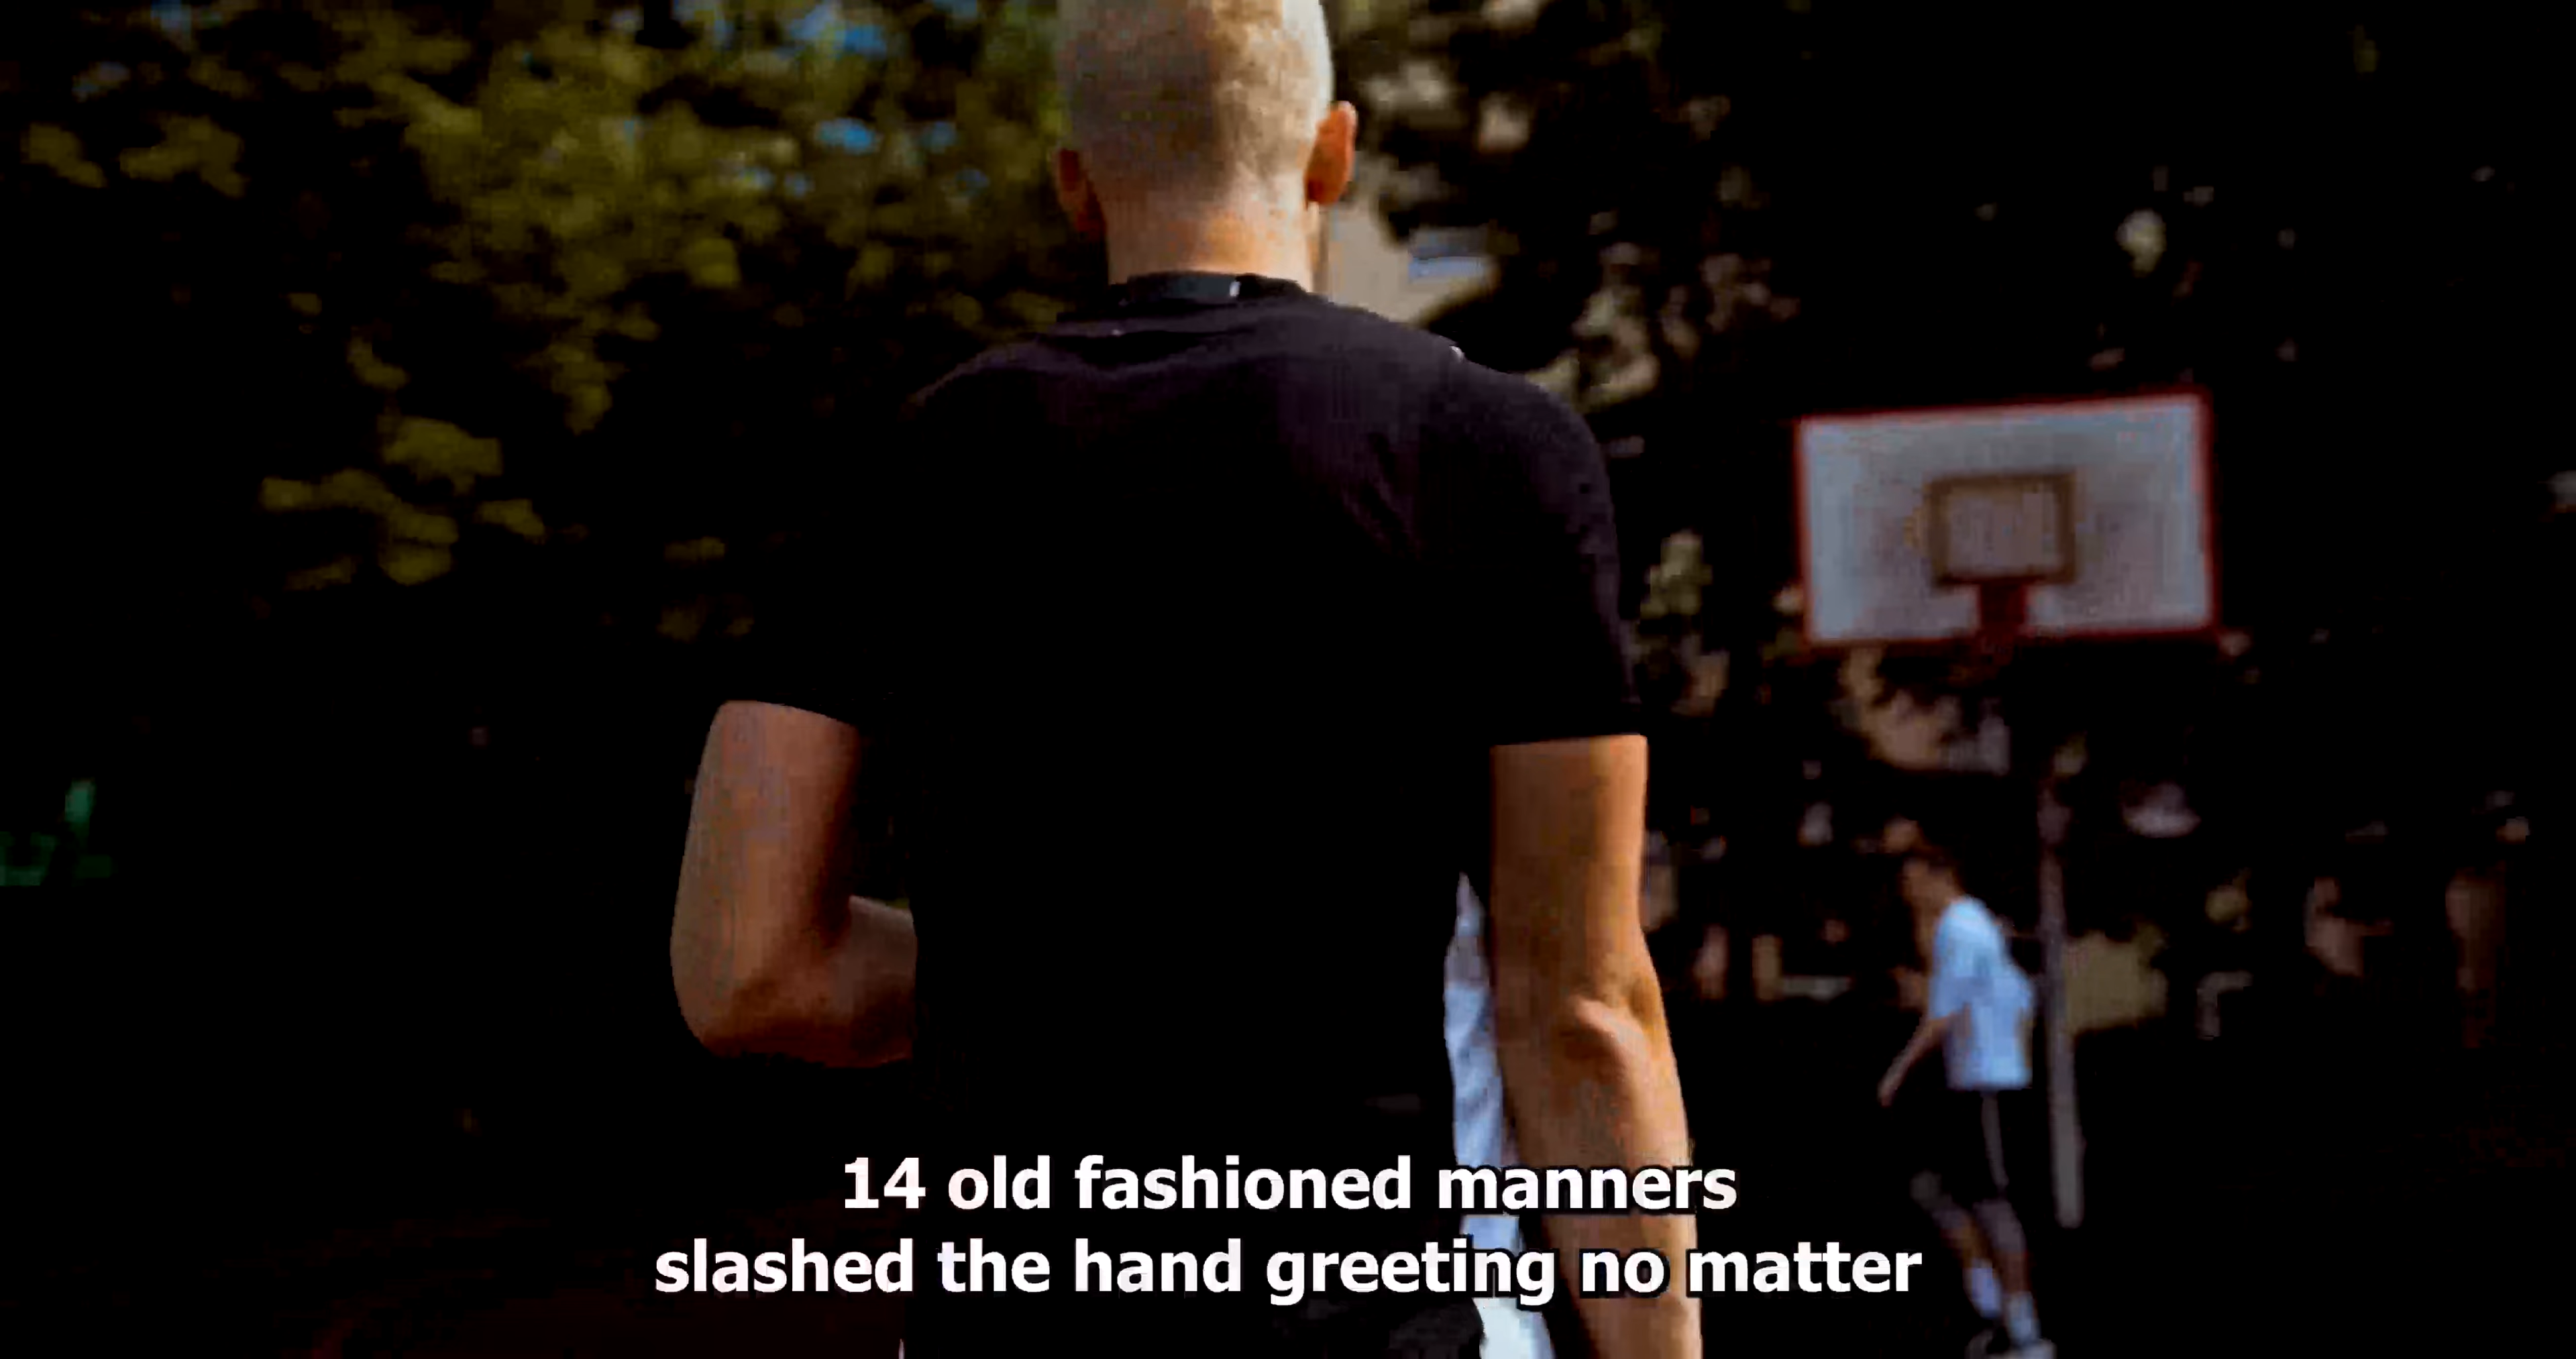 14 old fashioned manners
slashed the hand greeting no matter